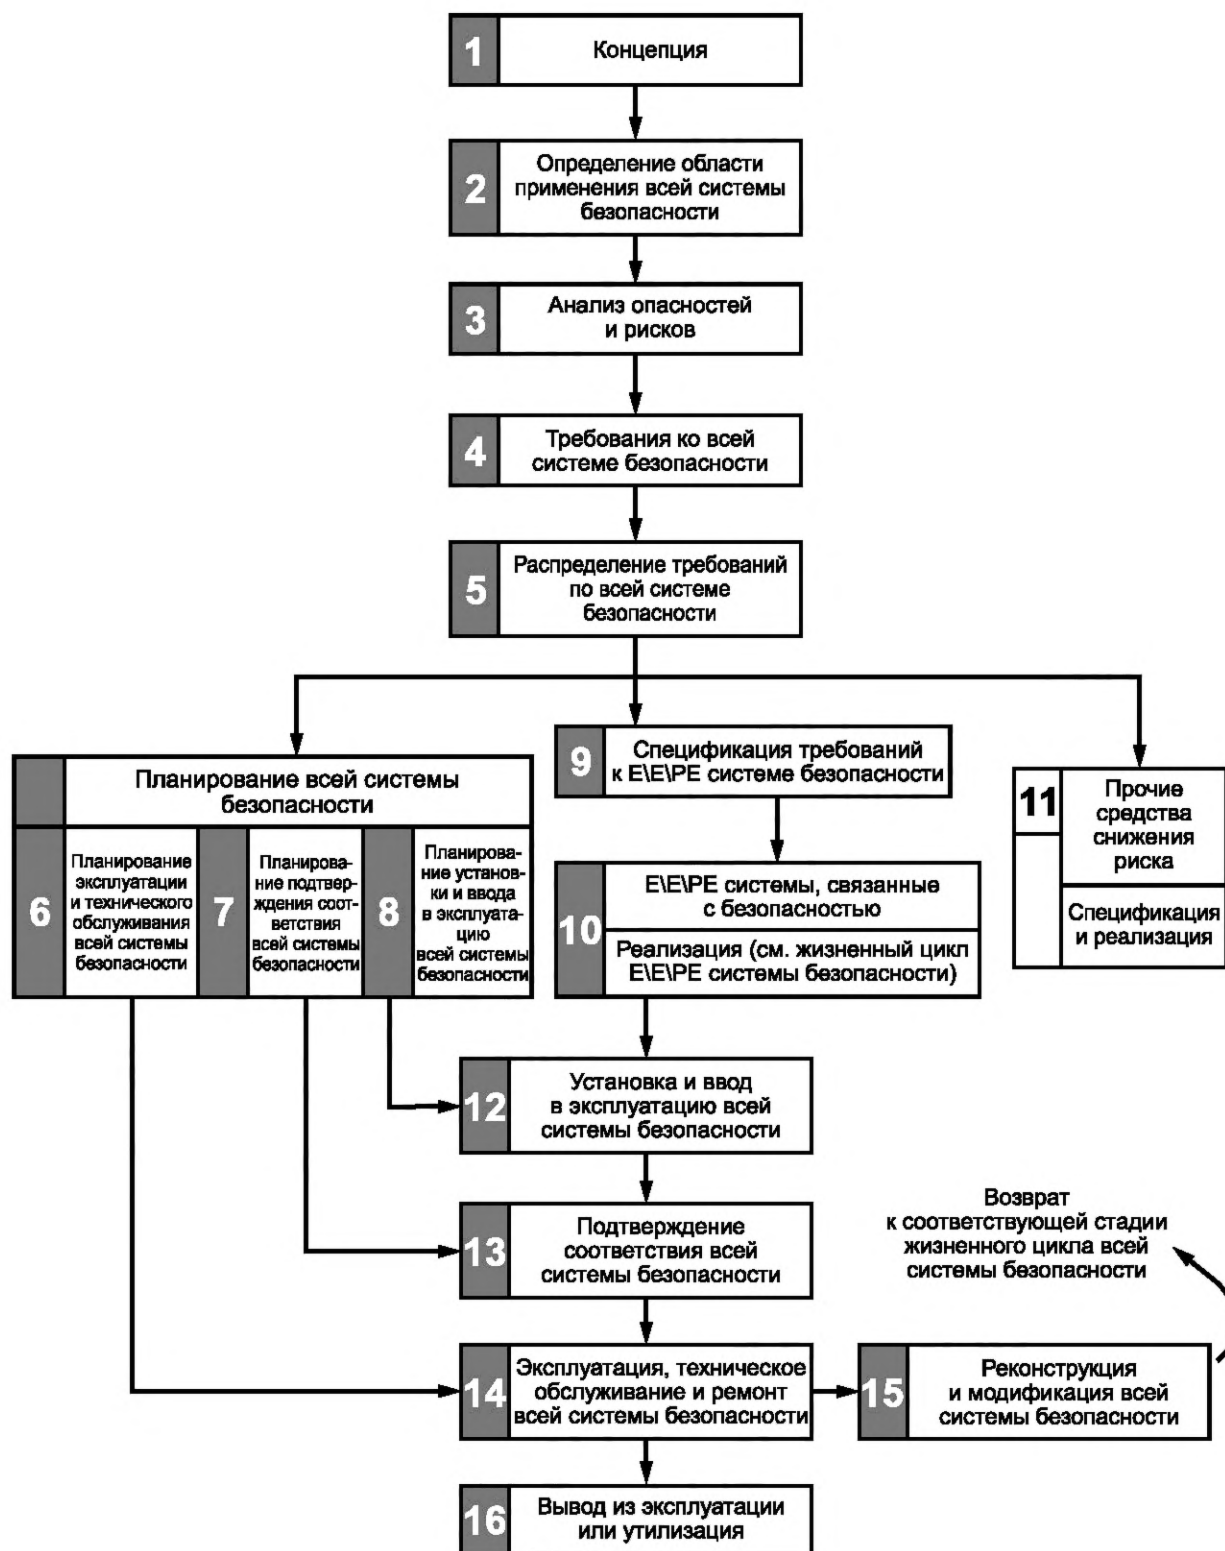 1
Концепция
2
Определение области
применения всей системы
безопасности
3
Анализ опасностей
и рисков
4
Требования ко всей
системе безопасности
5
Распределение требований
по всей системе
безопасности
Планирование всей системы
безопасности
6
Планирование
эксплуатации
и технического
обслуживания
всей системы
безопасности
7
Планирова-
ние подтвер-
ждения соот-
ветствия
всей системы
безопасности
8
Планирова-
ние установ-
ки и ввода
в эксплуата-
цию
всей системы
безопасности
9
Спецификация требований
к E\E\PE системе безопасности
10
E\E\PE системы, связанные
с безопасностью
Реализация (см. жизненный цикл
E\E\PE системы безопасности)
11
Прочие
средства
снижения
риска
Спецификация
и реализация
12
Установка и ввод
в эксплуатацию всей
системы безопасности
13
Подтверждение
соответствия всей
системы безопасности
Возврат
к соответствующей стадии
жизненного цикла всей
системы безопасности
14
Эксплуатация, техническое
обслуживание и ремонт
всей системы безопасности
15
Реконструкция
и модификация всей
системы безопасности
16
Вывод из эксплуатации
или утилизация